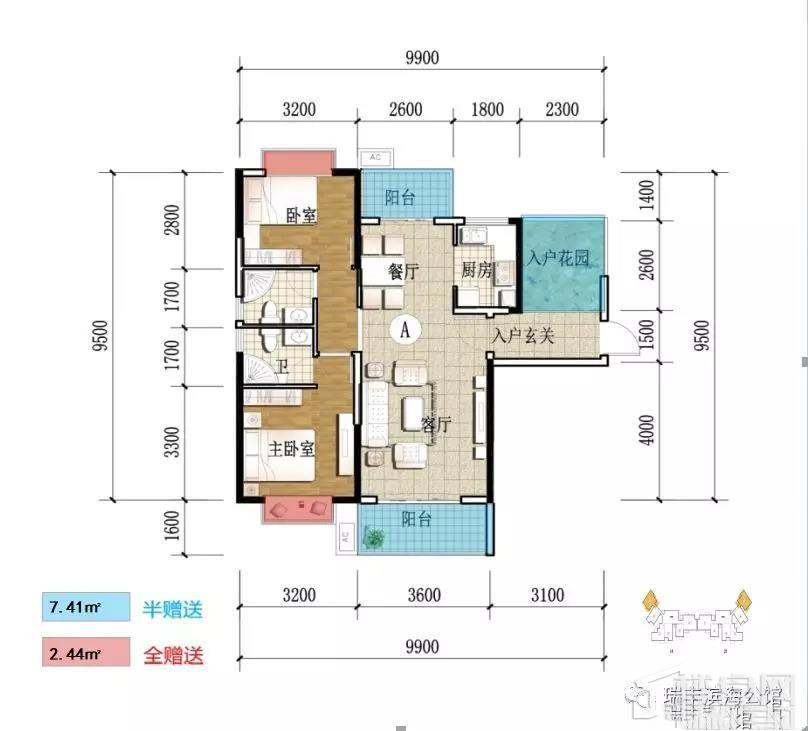 9900
3200 2600 1800 2300
AC
阳台
卧室
2800
1400
9500
餐厅
厨房
入户花园
2600
1700
A
入户玄关
1500
9500
1700
卫
客厅
主卧室
3300
4000
阳台
AC
1600
3200 3600 3100
9900
7.41㎡ 半赠送
2.44㎡ 全赠送
瑞丰滨海公馆